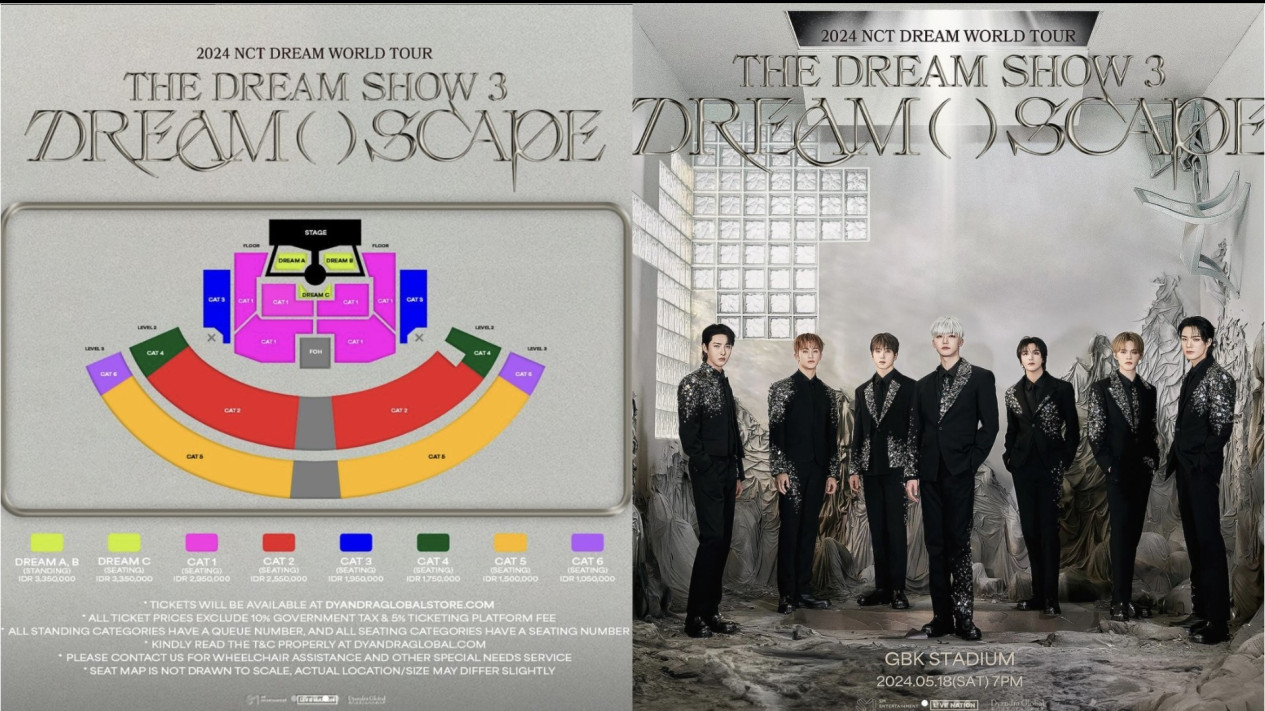 2024 NCT DREAM WORLD TOUR
THE DREAM SHOW 3
DREAM ( ) SCAPE
STAGE
FLOOR
FLOOR
DREAM A
DREAM B
DREAM C
CAT 3
CAT 1
CAT 1
CAT 1
CAT 1
CAT 3
CAT 1
CAT 1
FOH
LEVEL 2
LEVEL 2
LEVEL 3
LEVEL 3
CAT 4
CAT 4
CAT 6
CAT 6
CAT 2
CAT 2
CAT 5
CAT 5
DREAM A, B
(STANDING)
IDR 3,350,000
DREAM C
(SEATING)
IDR 3,350,000
CAT 1
(SEATING)
IDR 2,950,000
CAT 2
(SEATING)
IDR 2,550,000
CAT 3
(SEATING)
IDR 1,950,000
CAT 4
(SEATING)
IDR 1,750,000
CAT 5
(SEATING)
IDR 1,500,000
CAT 6
(SEATING)
IDR 1,050,000
* TICKETS WILL BE AVAILABLE AT DYANDRAGLOBALSTORE.COM
* ALL TICKET PRICES EXCLUDE 10% GOVERNMENT TAX & 5% TICKETING PLATFORM FEE
* ALL STANDING CATEGORIES HAVE A QUEUE NUMBER, AND ALL SEATING CATEGORIES HAVE A SEATING NUMBER
* KINDLY READ THE T&C PROPERLY AT DYANDRAGLOBAL.COM
* PLEASE CONTACT US FOR WHEELCHAIR ASSISTANCE AND OTHER SPECIAL NEEDS SERVICE
* SEAT MAP IS NOT DRAWN TO SCALE, ACTUAL LOCATION/SIZE MAY DIFFER SLIGHTLY
2024 NCT DREAM WORLD TOUR
THE DREAM SHOW 3
DREAM ( ) SCAPE
GBK STADIUM
2024.05.18(SAT) 7PM
SM ENTERTAINMENT
LIVE NATION
Dyandra Global